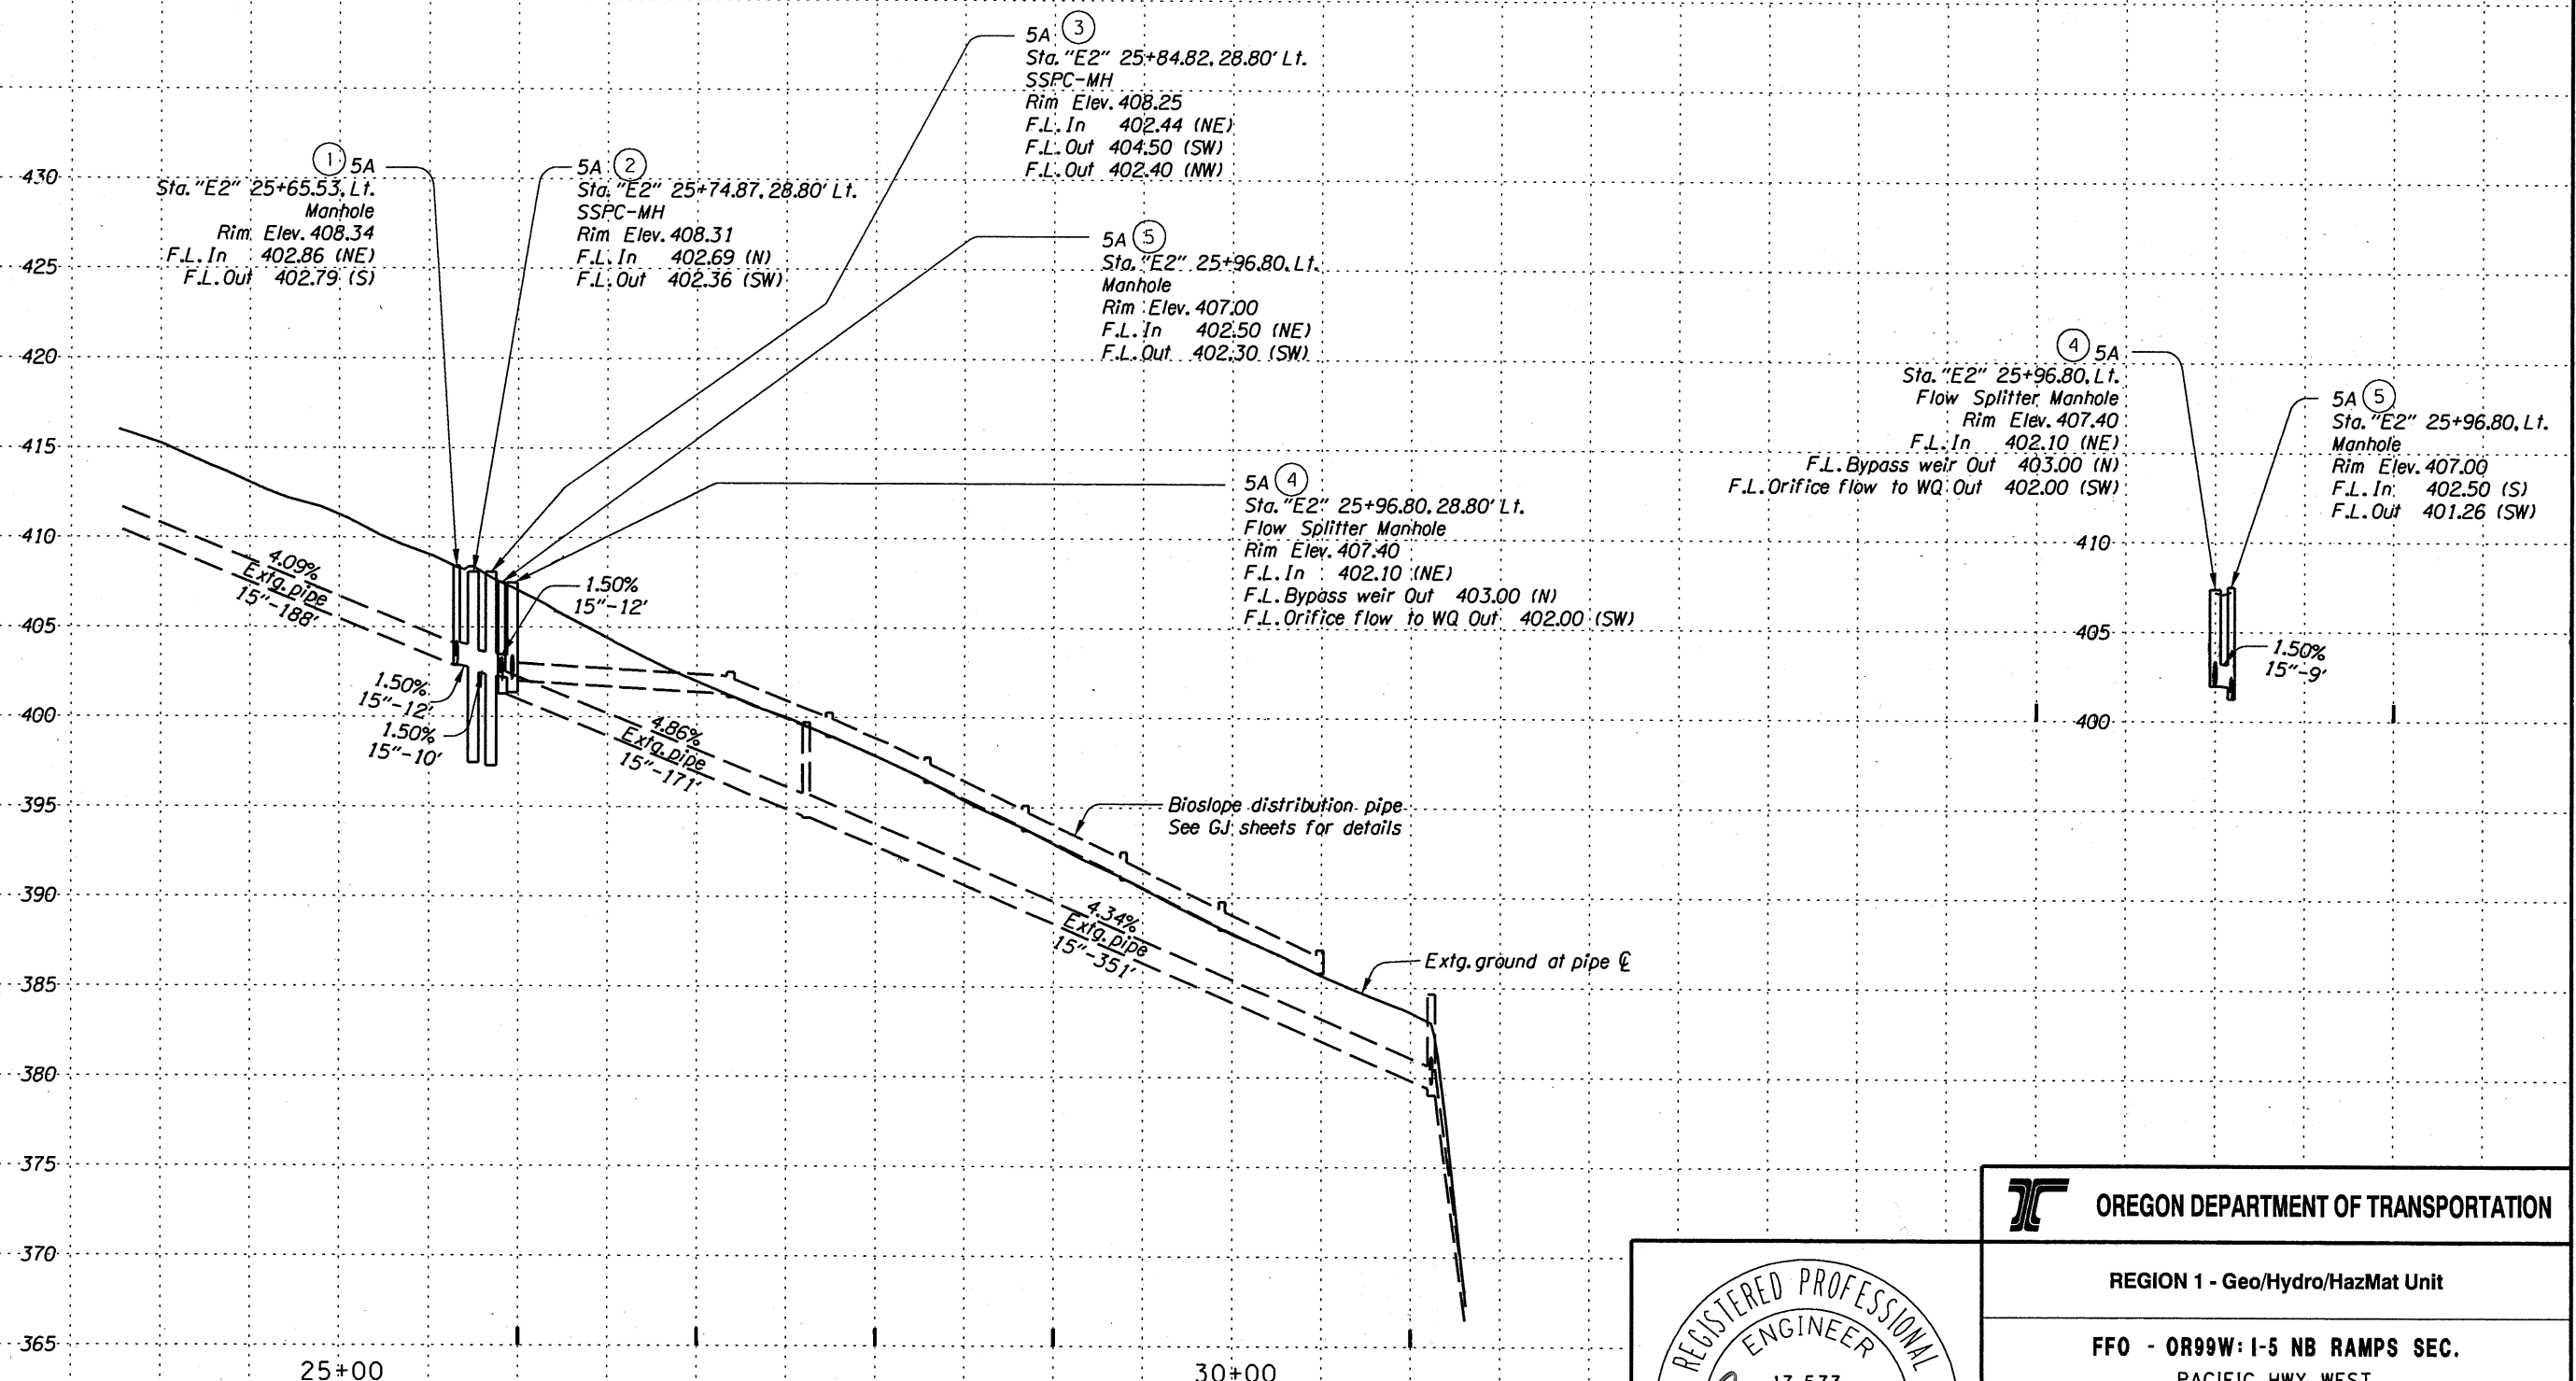 5A 3
Sta. "E2" 25+84.82, 28.80' Lt.
SSPC-MH
Rim Elev. 408.25
F.L. In 402.44 (NE)
F.L. Out 404.50 (SW)
F.L. Out 402.40 (NW)
1 5A
Sta. "E2" 25+65.53, Lt.
Manhole
Rim Elev. 408.34
F.L. In 402.86 (NE)
F.L. Out 402.79 (S)
5A 2
Sta. "E2" 25+74.87, 28.80' Lt.
SSPC-MH
Rim Elev. 408.31
F.L. In 402.69 (N)
F.L. Out 402.36 (SW)
5A 5
Sta. "E2" 25+96.80, Lt.
Manhole
Rim Elev. 407.00
F.L. In 402.50 (NE)
F.L. Out 402.30 (SW)
4 5A
Sta. "E2" 25+96.80, Lt.
Flow Splitter Manhole
Rim Elev. 407.40
F.L. In 402.10 (NE)
F.L. Bypass weir Out 403.00 (N)
F.L. Orifice flow to WQ Out 402.00 (SW)
5A 5
Sta. "E2" 25+96.80, Lt.
Manhole
Rim Elev. 407.00
F.L. In 402.50 (S)
F.L. Out 401.26 (SW)
5A 4
Sta. "E2" 25+96.80, 28.80' Lt.
Flow Splitter Manhole
Rim Elev. 407.40
F.L. In 402.10 (NE)
F.L. Bypass weir Out 403.00 (N)
F.L. Orifice flow to WQ Out 402.00 (SW)
430
425
420
415
410
405
400
395
390
385
380
375
370
365
4.09%
Extg. pipe
15"-188'
1.50%
15"-12'
1.50%
15"-12'
1.50%
15"-10'
4.86%
Extg. pipe
15"-171'
Bioslope distribution pipe
See GJ sheets for details
4.34%
Extg. pipe
15"-351'
Extg. ground at pipe ℄
410
405
400
1.50%
15"-9'
25+00
30+00
OREGON DEPARTMENT OF TRANSPORTATION
REGION 1 - Geo/Hydro/HazMat Unit
FFO - OR99W: I-5 NB RAMPS SEC.
PACIFIC HWY WEST
REGISTERED PROFESSIONAL
ENGINEER
17,573